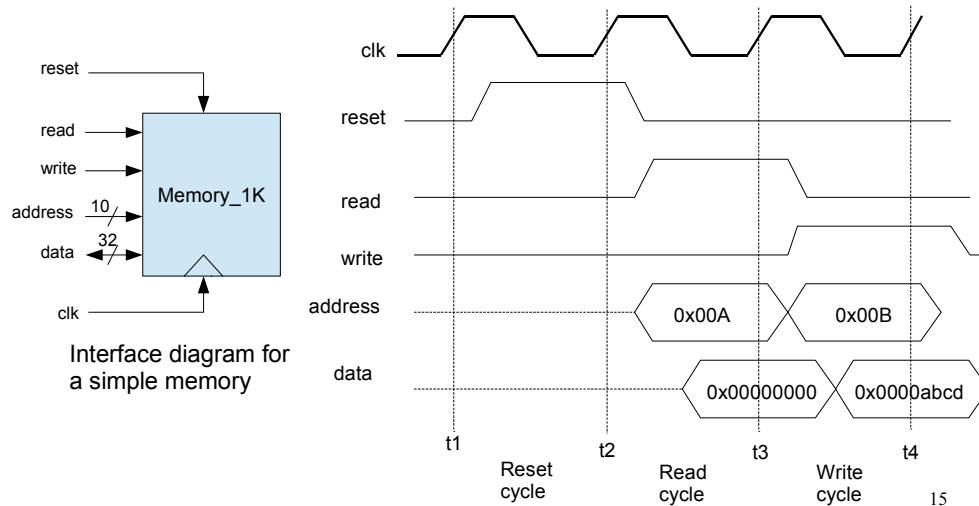 reset
read
write
address
10
data
32
clk
Memory_1K
Interface diagram for
a simple memory
clk
reset
read
write
address
0x00A
0x00B
data
0x00000000
0x0000abcd
t1
t2
t3
t4
Reset
cycle
Read
cycle
Write
cycle
15